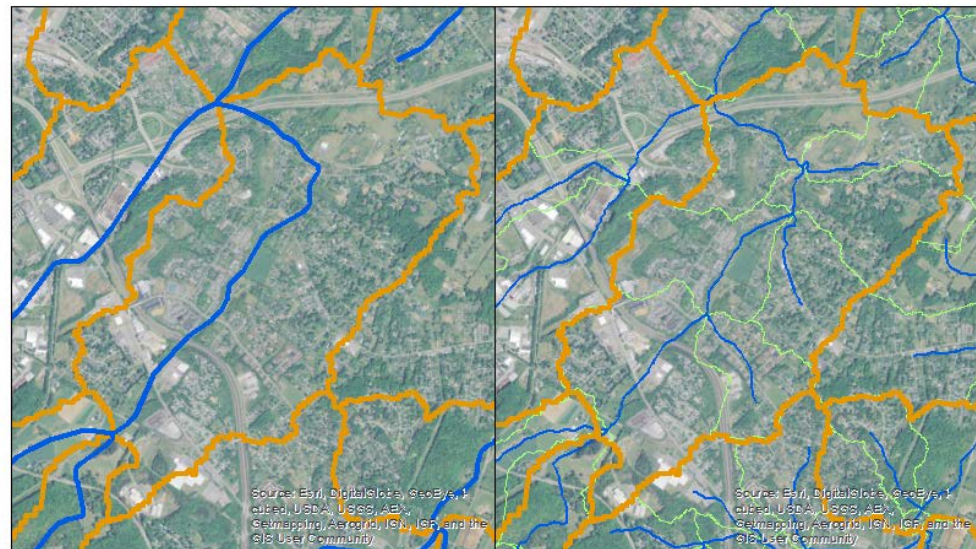 Source: Esri, DigitalGlobe, GeoEye, i-
cubed, USDA, USGS, AEX,
Getmapping, Aerogrid, IGN, IGP, and the
GIS User Community
Source: Esri, DigitalGlobe, GeoEye, i-
cubed, USDA, USGS, AEX,
Getmapping, Aerogrid, IGN, IGP, and the
GIS User Community